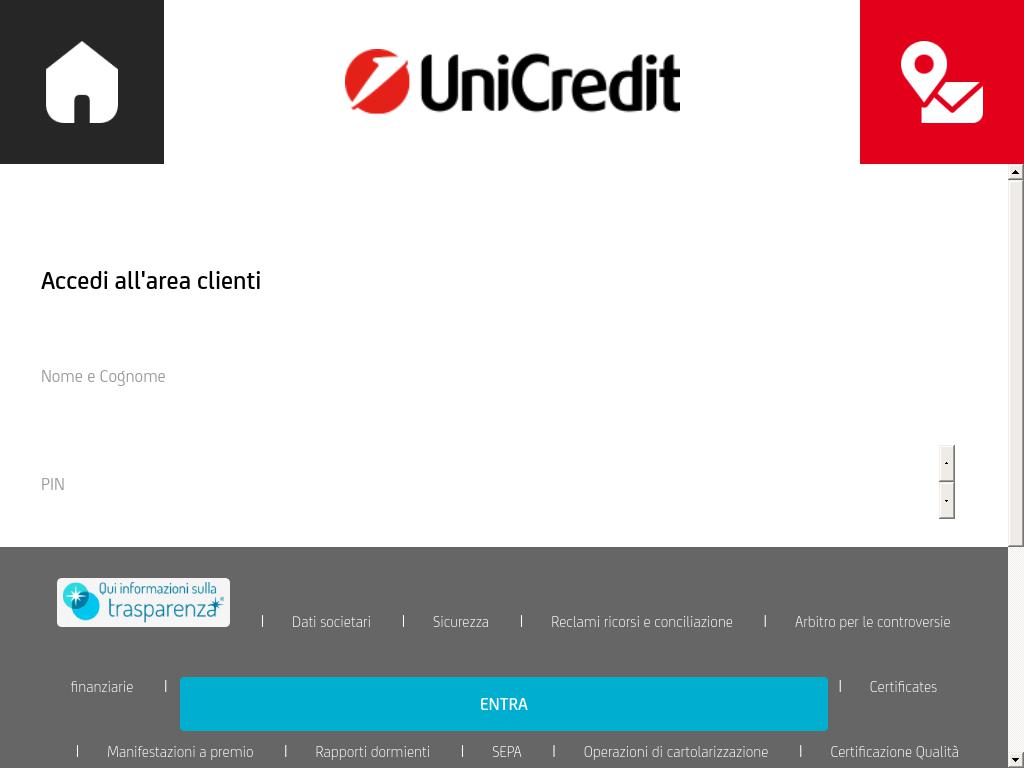 UniCredit
Accedi all'area clienti
Nome e Cognome
PIN
Qui informazioni sulla
trasparenza
| Dati societari | Sicurezza | Reclami ricorsi e conciliazione | Arbitro per le controversie
finanziarie | | Certificates
ENTRA
| Manifestazioni a premio | Rapporti dormienti | SEPA | Operazioni di cartolarizzazione | Certificazione Qualità